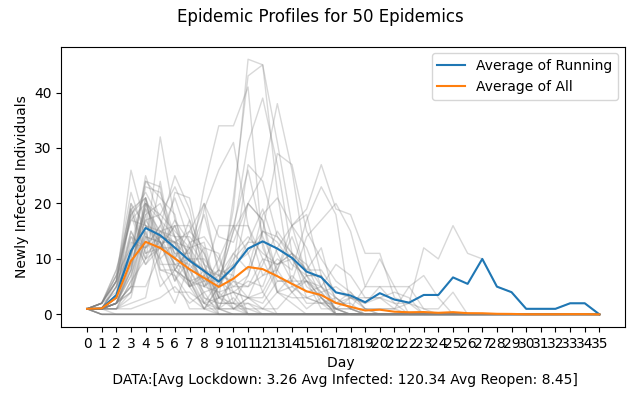 Epidemic Profiles for 50 Epidemics
Average of Running
Average of All
Newly Infected Individuals
40
30
20
10
0
0 1 2 3 4 5 6 7 8 9 10 11 12 13 14 15 16 17 18 19 20 21 22 23 24 25 26 27 28 29 30 31 32 33 34 35
Day
DATA:[Avg Lockdown: 3.26 Avg Infected: 120.34 Avg Reopen: 8.45]